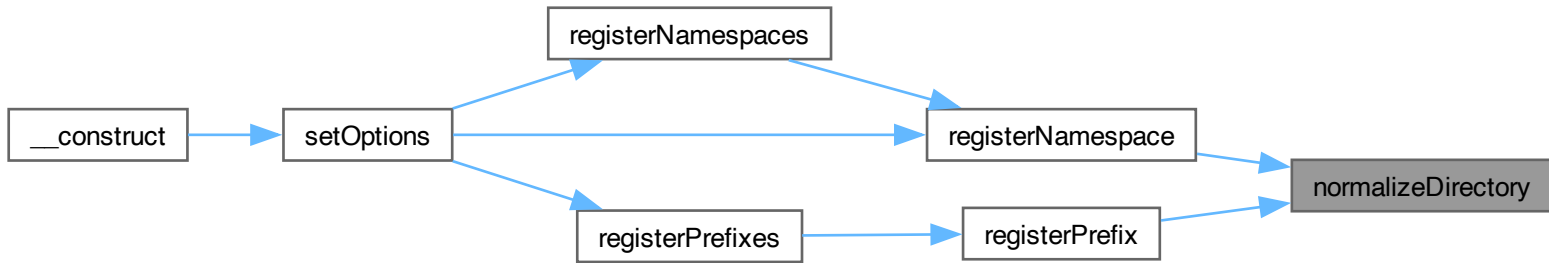 registerNamespaces
__construct
setOptions
registerNamespace
normalizeDirectory
registerPrefixes
registerPrefix